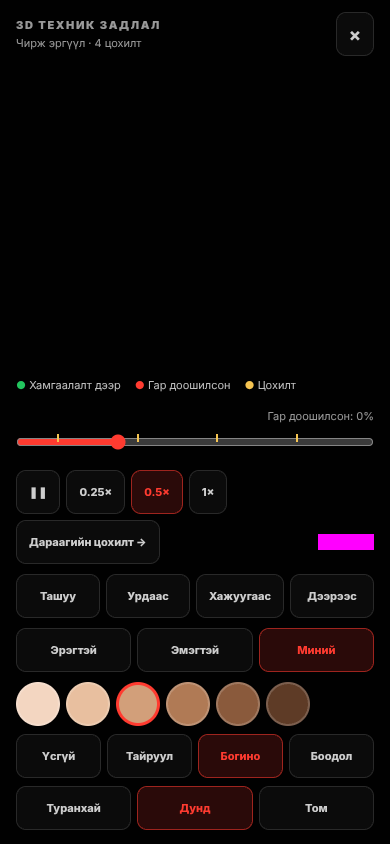 3D ТЕХНИК ЗАДЛАЛ
Чирж эргүүл · 4 цохилт
×
Хамгаалалт дээр Гар доошилсон Цохилт
Гар доошилсон: 0%
0.25× 0.5× 1×
Дараагийн цохилт →
Ташуу Урдаас Хажуугаас Дээрээс
Эрэгтэй Эмэгтэй Миний
Үсгүй Тайруул Богино Боодол
Туранхай Дунд Том